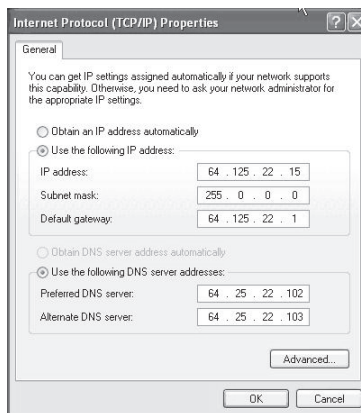 Internet Protocol (TCP/IP) Properties
General
You can get IP settings assigned automatically if your network supports
this capability. Otherwise, you need to ask your network administrator for
the appropriate IP settings.
Obtain an IP address automatically
Use the following IP address:
IP address: 64 . 125 . 22 . 15
Subnet mask: 255 . 0 . 0 . 0
Default gateway: 64 . 125 . 22 . 1
Obtain DNS server address automatically
Use the following DNS server addresses:
Preferred DNS server: 64 . 25 . 22 . 102
Alternate DNS server: 64 . 25 . 22 . 103
Advanced...
OK Cancel